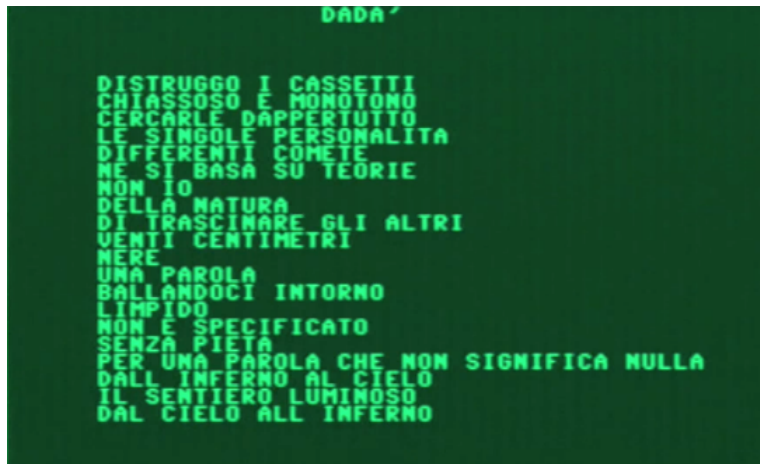 DADA'
DISTRUGGO I CASSETTI
CHIASSOSO E MONOTONO
CERCARLE DAPPERTUTTO
LE SINGOLE PERSONALITA
DIFFERENTI COMETE
NE SI BASA SU TEORIE
NON IO
DELLA NATURA
DI TRASCINARE GLI ALTRI
VENTI CENTIMETRI
NERE
UNA PAROLA
BALLANDOCI INTORNO
LIMPIDO
NON E SPECIFICATO
SENZA PIETA
PER UNA PAROLA CHE NON SIGNIFICA NULLA
DALL INFERNO AL CIELO
IL SENTIERO LUMINOSO
DAL CIELO ALL INFERNO